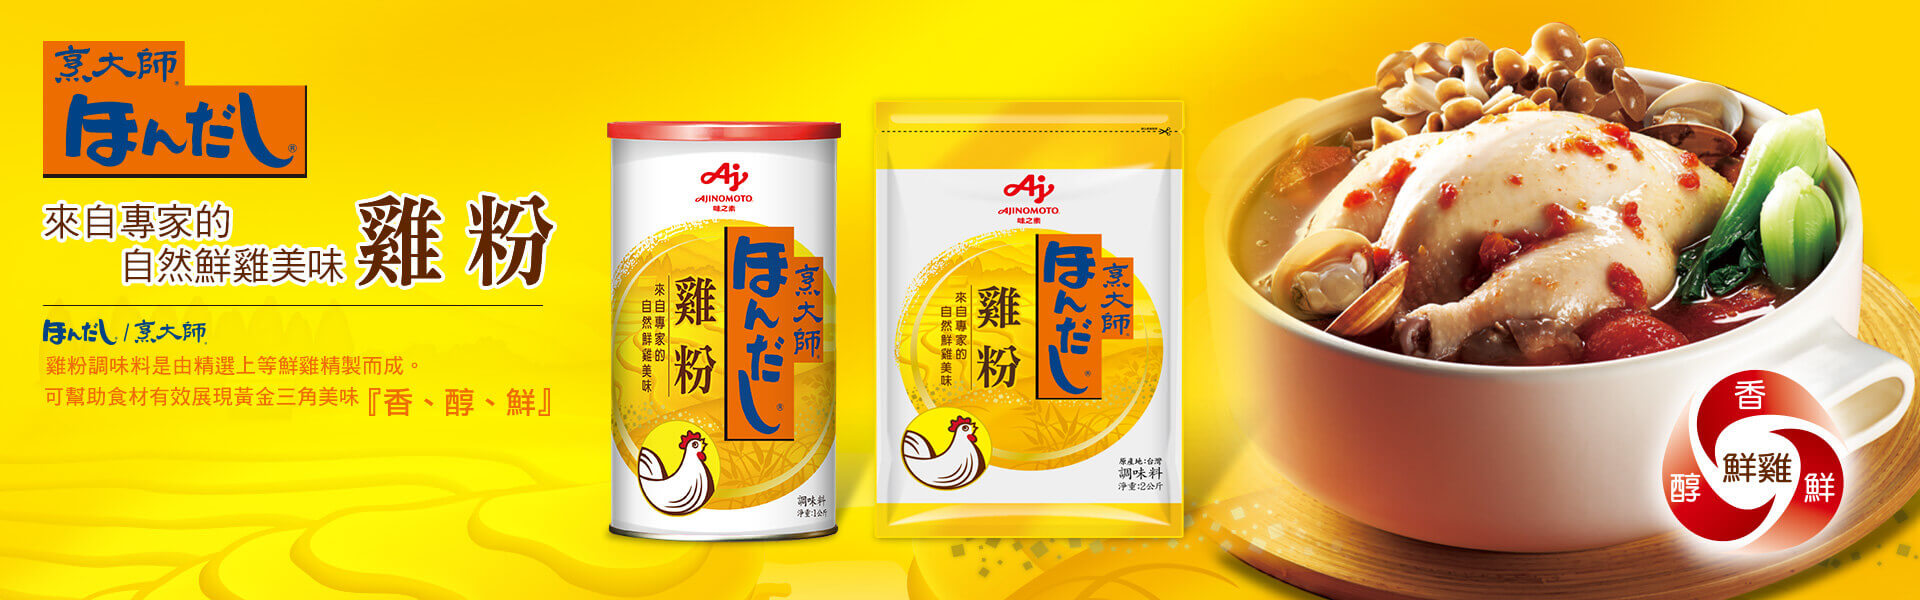 烹大師®
ほんだし®
來自專家的
自然鮮雞美味
雞粉
ほんだし/烹大師
雞粉調味料是由精選上等鮮雞精製而成。
可幫助食材有效展現黃金三角美味『香、醇、鮮』
Aj
AJINOMOTO
味之素
烹大師
ほんだし®
雞粉
來自專家的
自然鮮雞美味
調味料
淨重:1公斤
Aj
AJINOMOTO
味之素
烹大師
ほんだし®
雞粉
來自專家的
自然鮮雞美味
原產地:台灣
調味料
淨重:2公斤
香
醇
鮮雞
鮮